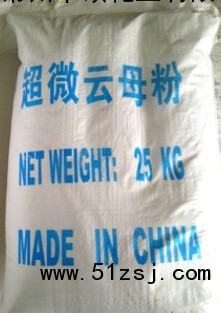 超微云母粉
NET WEIGHT: 25 KG
MADE IN CHINA
www.51zsj.com